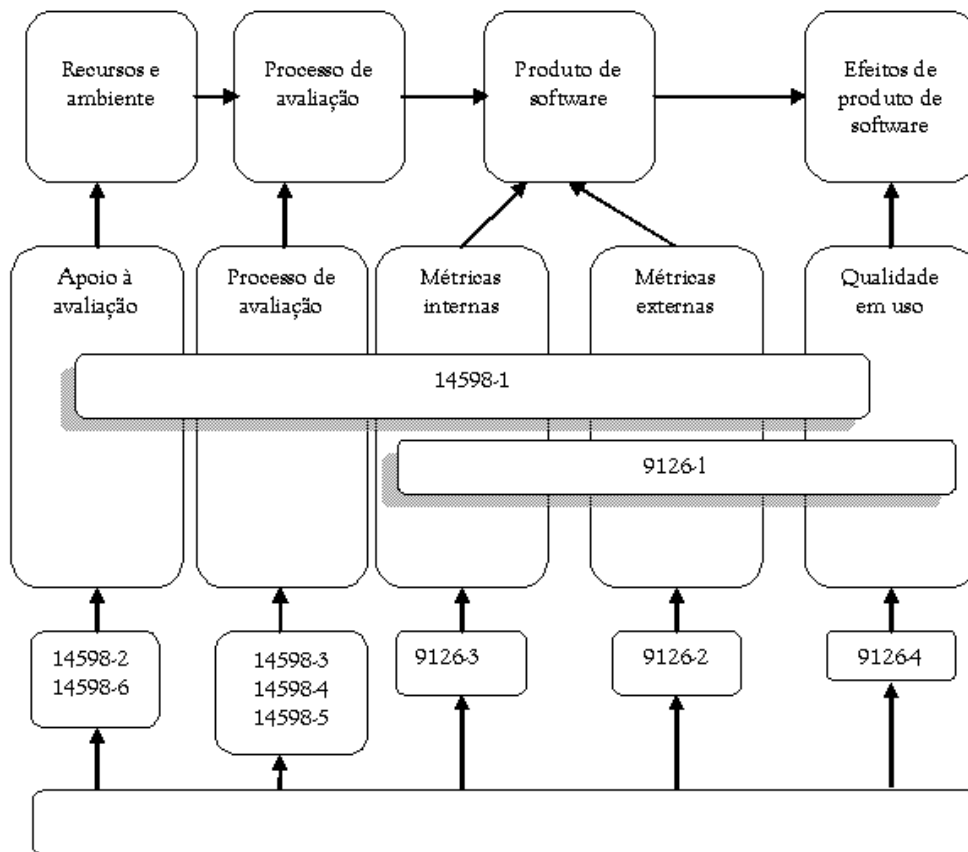 Recursos e
ambiente
Processo de
avaliação
Produto de
software
Efeitos de
produto de
software
Apoio à
avaliação
Processo de
avaliação
Métricas
internas
Métricas
externas
Qualidade
em uso
14598-1
9126-1
14598-2
14598-6
14598-3
14598-4
14598-5
9126-3
9126-2
9126-4